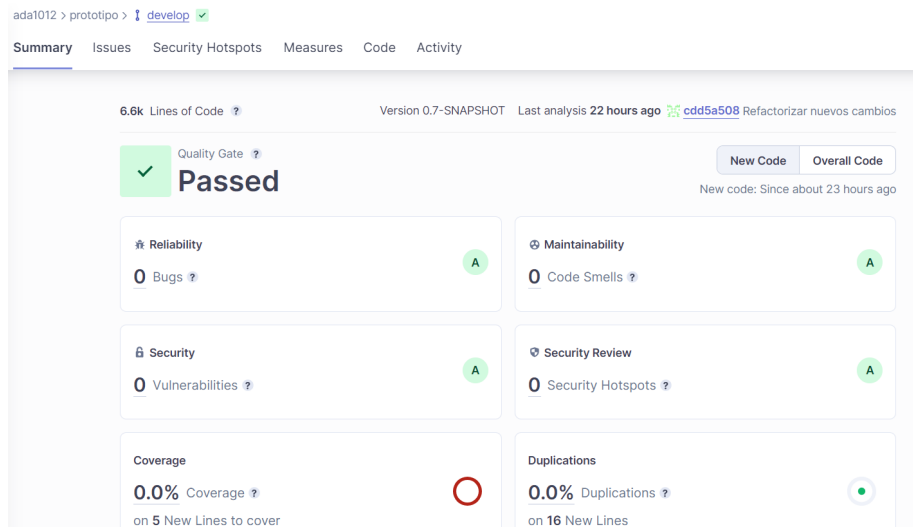 ada1012 > prototipo > develop
Summary Issues Security Hotspots Measures Code Activity
6.6k Lines of Code ? Version 0.7-SNAPSHOT Last analysis 22 hours ago cdd5a508 Refactorizar nuevos cambios
Quality Gate ?
Passed
New Code Overall Code
New code: Since about 23 hours ago
Reliability
0 Bugs ?
A
Maintainability
0 Code Smells ?
A
Security
0 Vulnerabilities ?
A
Security Review
0 Security Hotspots ?
A
Coverage
0.0% Coverage ?
on 5 New Lines to cover
Duplications
0.0% Duplications ?
on 16 New Lines